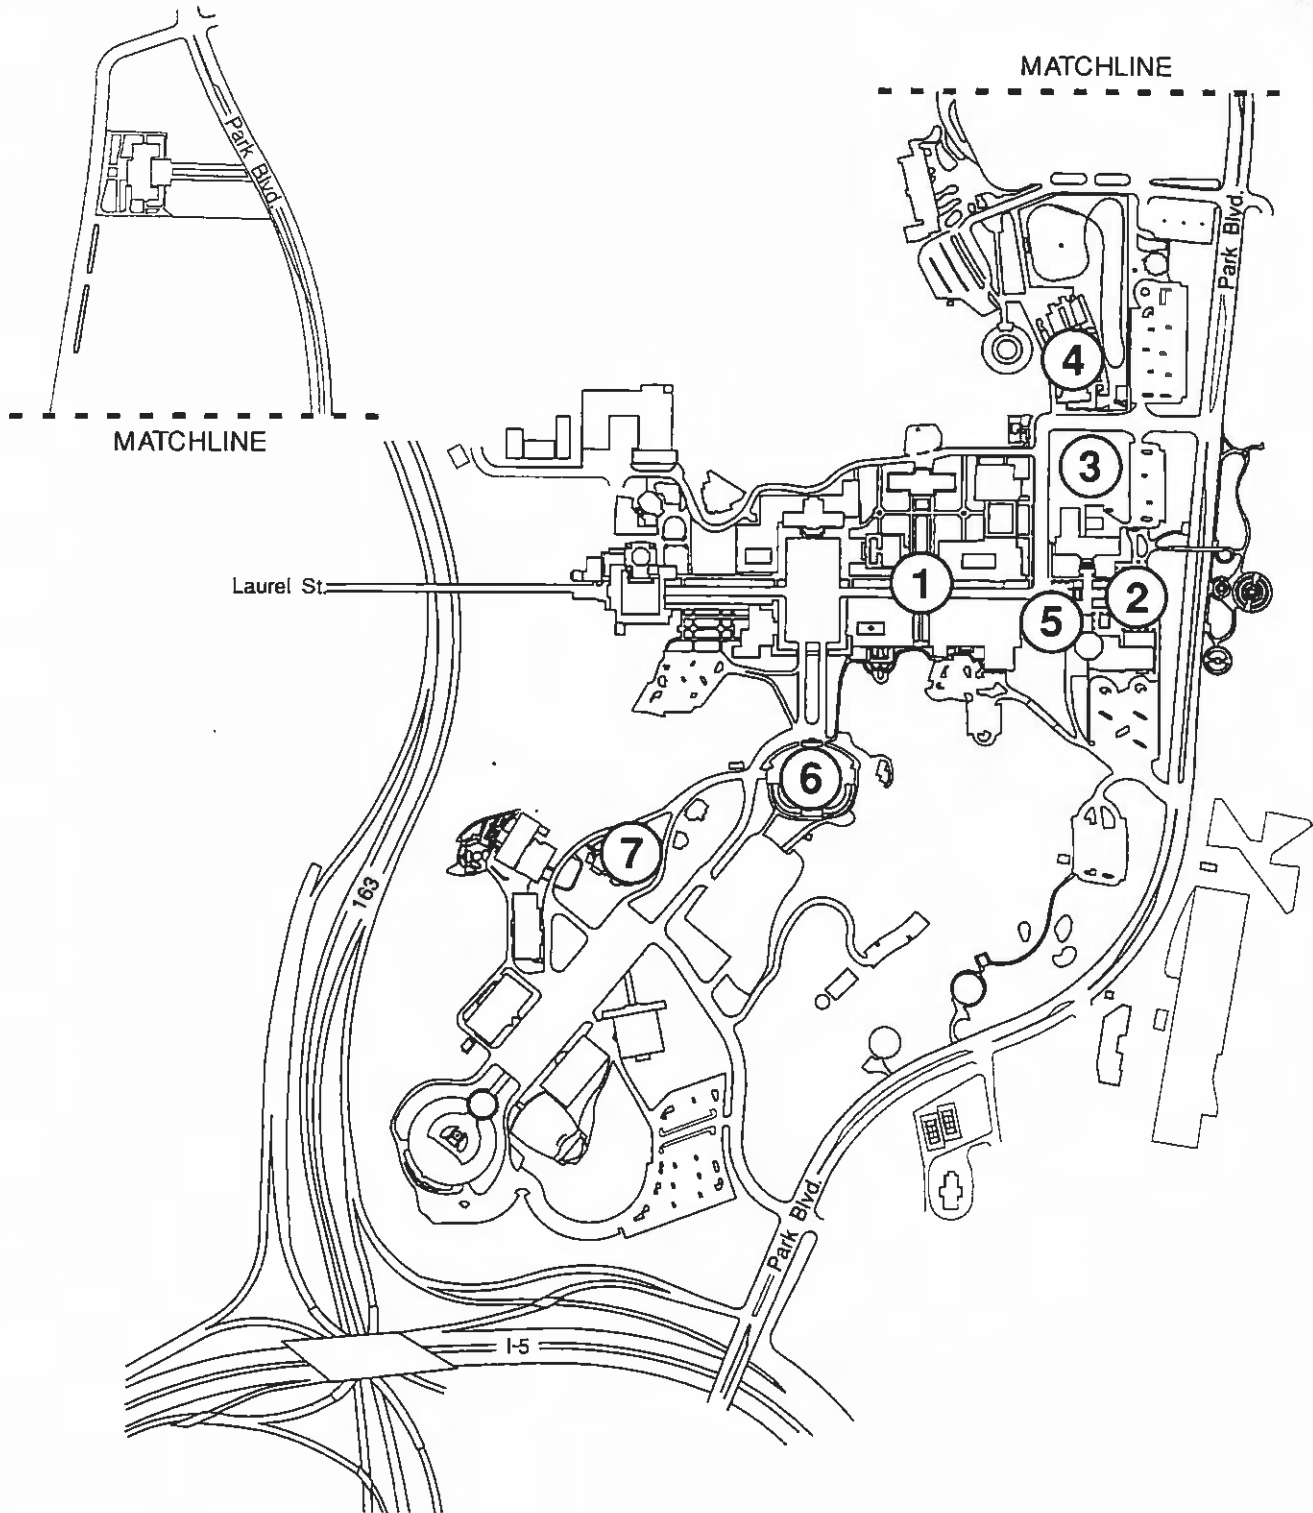 MATCHLINE
Park Blvd.
Park Blvd.
4
MATCHLINE
3
Laurel St.
1
2
5
6
7
163
Park Blvd.
I-5